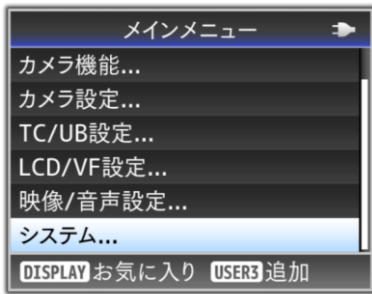 メインメニュー
カメラ機能...
カメラ設定...
TC/UB設定...
LCD/VF設定...
映像/音声設定...
システム...
DISPLAY お気に入り USER3 追加